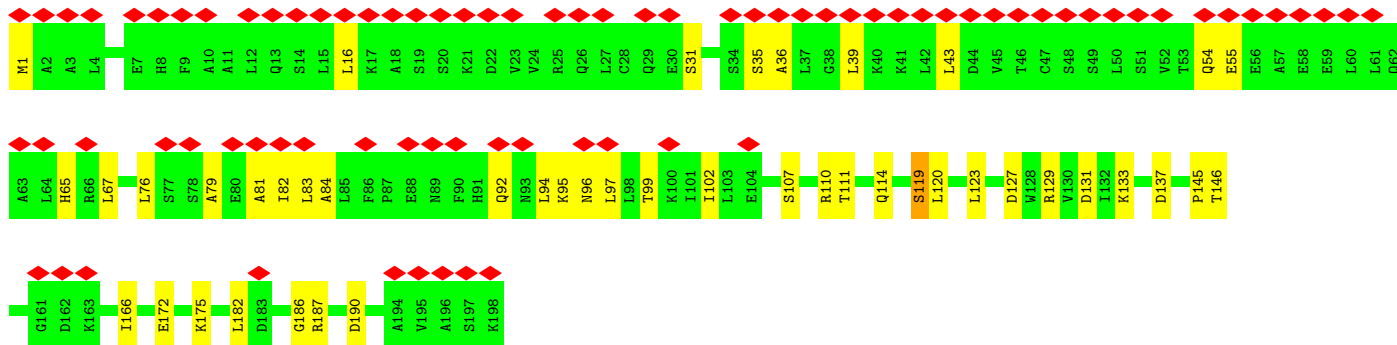 M1 A2 A3 L4 E7 H8 F9 A10 A11 L12 Q13 S14 L15 L16 K17 A18 S19 S20 K21 D22 V23 V24 R25 Q26 L27 C28 Q29 E30 S31 S34 S35 A36 L37 G38 L39 K40 K41 L42 L43 D44 V45 T46 C47 S48 S49 L50 S51 V52 T53 Q54 E55 E56 A57 E58 E59 L60 L61 Q62
A63 L64 H65 R66 L67 L76 S77 S78 A79 E80 A81 I82 L83 A84 L85 F86 P87 E88 N89 F90 H91 Q92 N93 L94 K95 N96 L97 L98 T99 K100 I101 I102 L103 E104 S107 R110 T111 Q114 S119 L120 L123 D127 W128 R129 V130 D131 I132 K133 D137 P145 T146
G161 D162 K163 I166 E172 K175 L182 D183 G186 R187 D190 A194 V195 A196 S197 K198